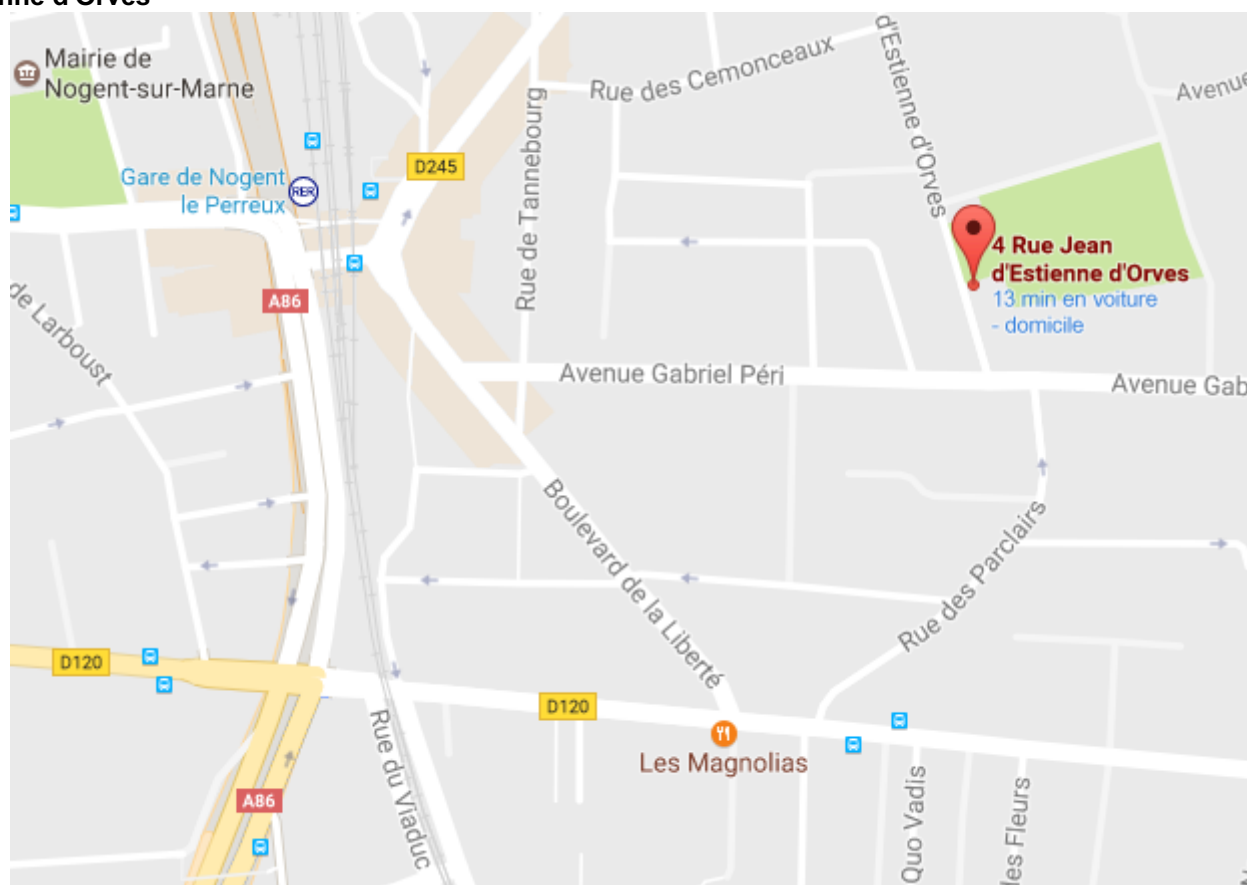 Mairie de
Nogent-sur-Marne
d'Estienne d'Orves
Rue des Cemonceaux
Avenue
D245
Gare de Nogent
le Perreux
RER
Rue de Tannebourg
4 Rue Jean
d'Estienne d'Orves
13 min en voiture
- domicile
A86
de Larboust
Avenue Gabriel Péri
Avenue Gab
Boulevard de la Liberté
Rue des Parclairs
D120
D120
Rue du Viaduc
Les Magnolias
A86
Quo Vadis
les Fleurs